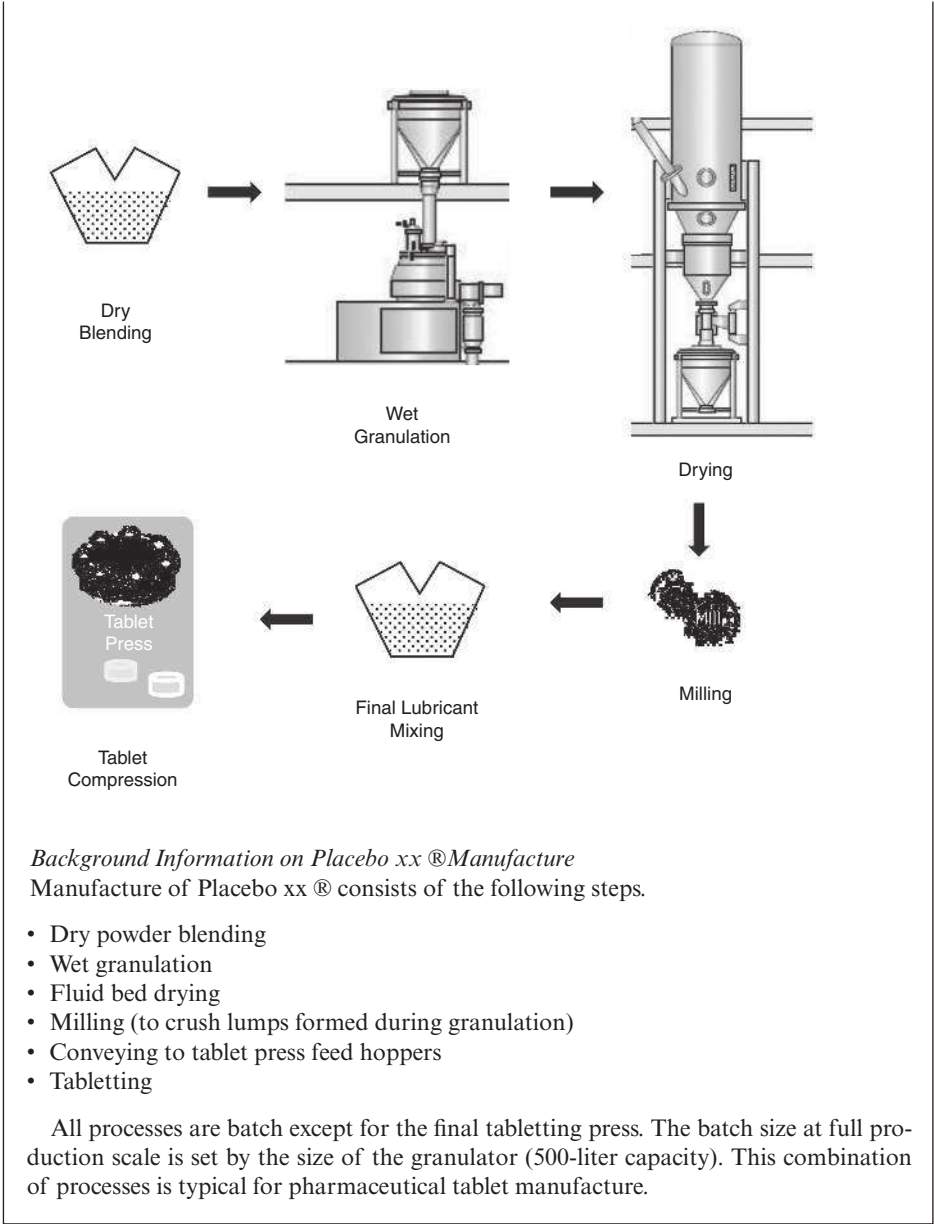 Dry
Blending
Wet
Granulation
Drying
Tablet
Press
Tablet
Compression
Final Lubricant
Mixing
Milling
Background Information on Placebo xx ®Manufacture
Manufacture of Placebo xx ® consists of the following steps.
• Dry powder blending
• Wet granulation
• Fluid bed drying
• Milling (to crush lumps formed during granulation)
• Conveying to tablet press feed hoppers
• Tabletting
All processes are batch except for the final tabletting press. The batch size at full pro-
duction scale is set by the size of the granulator (500-liter capacity). This combination
of processes is typical for pharmaceutical tablet manufacture.